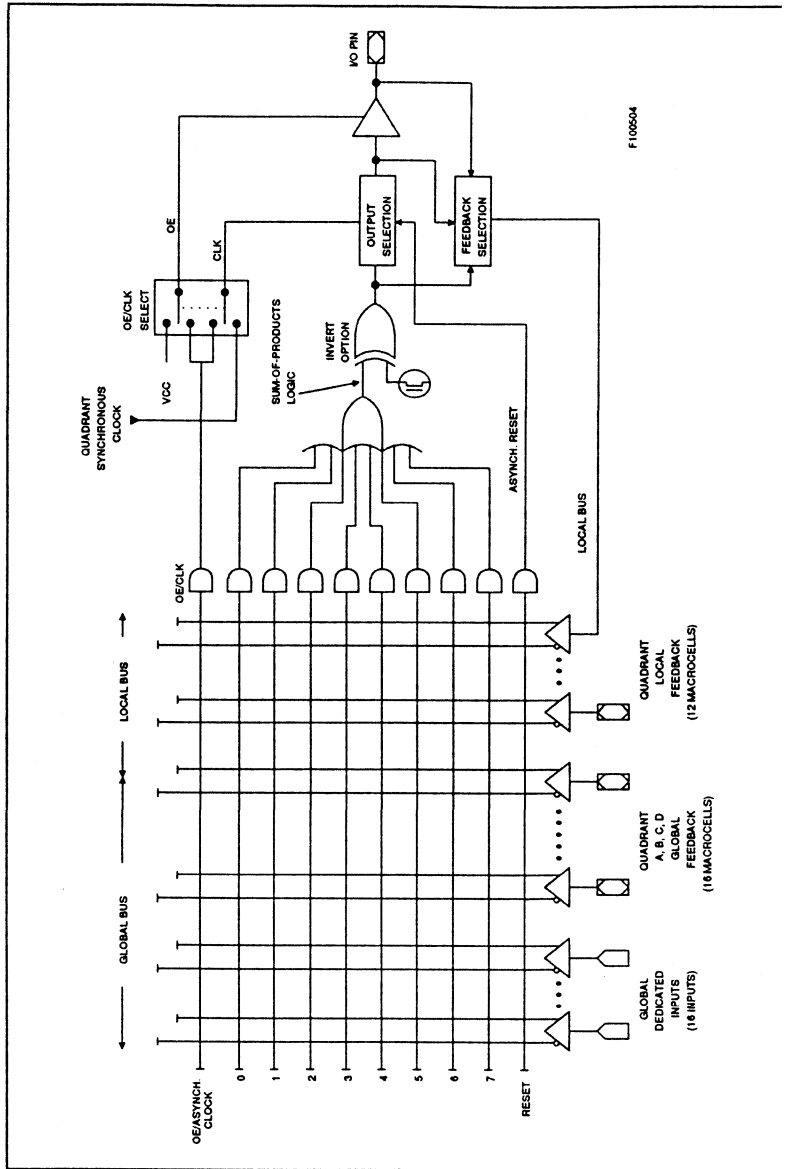 GLOBAL BUS
LOCAL BUS
OE/ASYNCH.
CLOCK
0
1
2
3
4
5
6
7
RESET
OE/CLK
QUADRANT
SYNCHRONOUS
CLOCK
VCC
OE/CLK
SELECT
OE
CLK
SUM-OF-PRODUCTS
LOGIC
INVERT
OPTION
OUTPUT
SELECTION
I/O PIN
FEEDBACK
SELECTION
ASYNCH. RESET
LOCAL BUS
GLOBAL
DEDICATED
INPUTS
(16 INPUTS)
QUADRANT
A, B, C, D
GLOBAL
FEEDBACK
(16 MACROCELLS)
QUADRANT
LOCAL
FEEDBACK
(12 MACROCELLS)
F100504